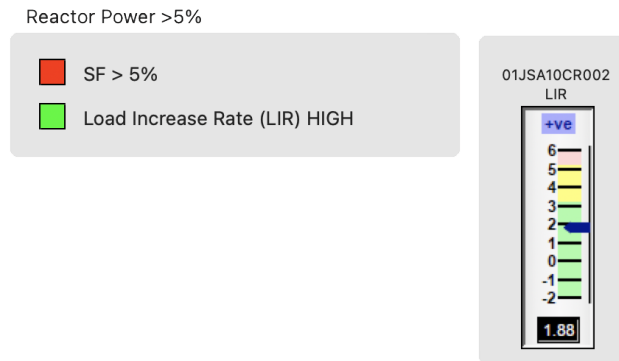 Reactor Power >5%
SF > 5%
Load Increase Rate (LIR) HIGH
01JSA10CR002
LIR
+ve
6
5
4
3
2
1
0
-1
-2
1.88